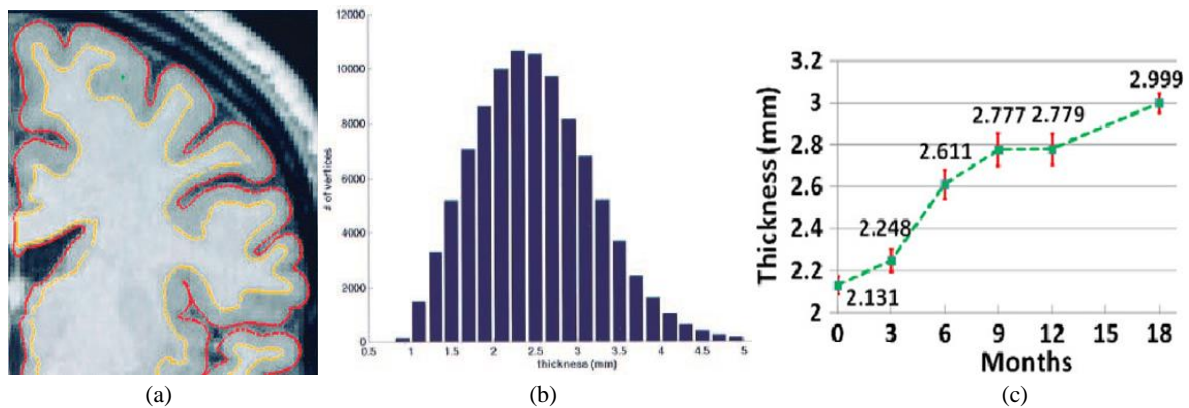 12000
10000
8000
6000
4000
2000
0
# of vertices
0.5 1 1.5 2 2.5 3 3.5 4 4.5 5
thickness (mm)
3.2
3
2.8
2.6
2.4
2.2
2
Thickness (mm)
2.131
2.248
2.611
2.777
2.779
2.999
0 3 6 9 12 15 18
Months
(a) (b) (c)